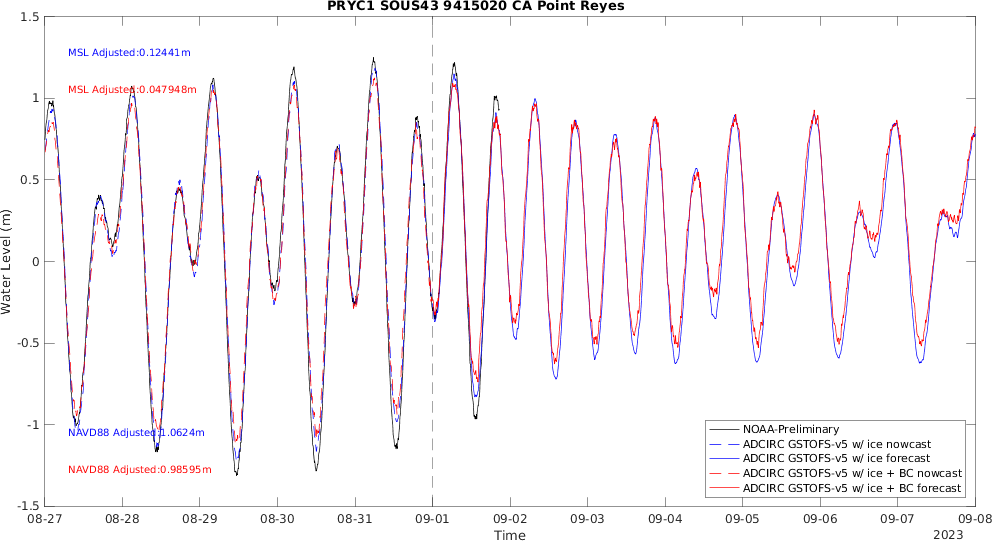 PRYC1 SOUS43 9415020 CA Point Reyes
1.5
MSL Adjusted:0.12441m
MSL Adjusted:0.047948m
1
0.5
0
-0.5
-1
-1.5
Water Level (m)
NAVD88 Adjusted:1.0624m
NAVD88 Adjusted:0.98595m
NOAA-Preliminary
ADCIRC GSTOFS-v5 w/ ice nowcast
ADCIRC GSTOFS-v5 w/ ice forecast
ADCIRC GSTOFS-v5 w/ ice + BC nowcast
ADCIRC GSTOFS-v5 w/ ice + BC forecast
08-27 08-28 08-29 08-30 08-31 09-01 09-02 09-03 09-04 09-05 09-06 09-07 09-08
Time
2023